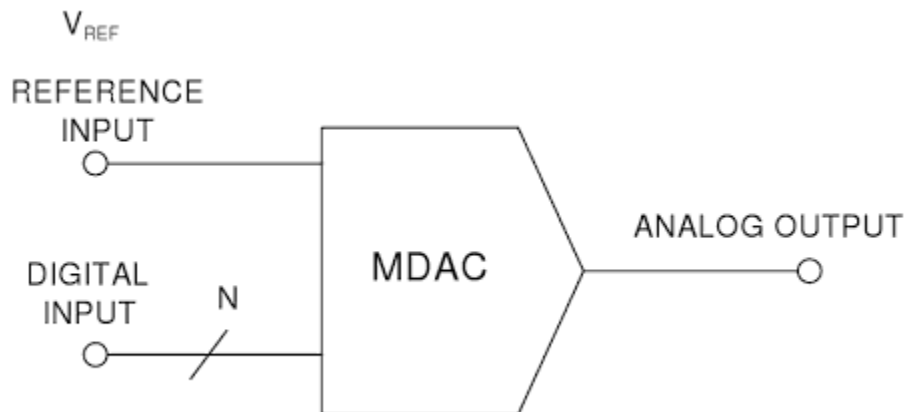 V_REF
REFERENCE
INPUT
DIGITAL
INPUT
N
MDAC
ANALOG OUTPUT